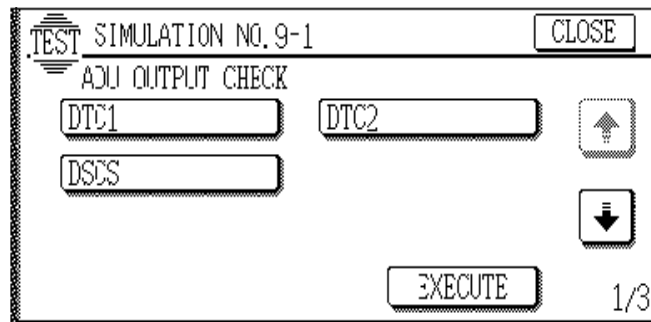 TEST SIMULATION NO.9-1 CLOSE
ADU OUTPUT CHECK
DTC1 DTC2
DSCS
EXECUTE 1/3